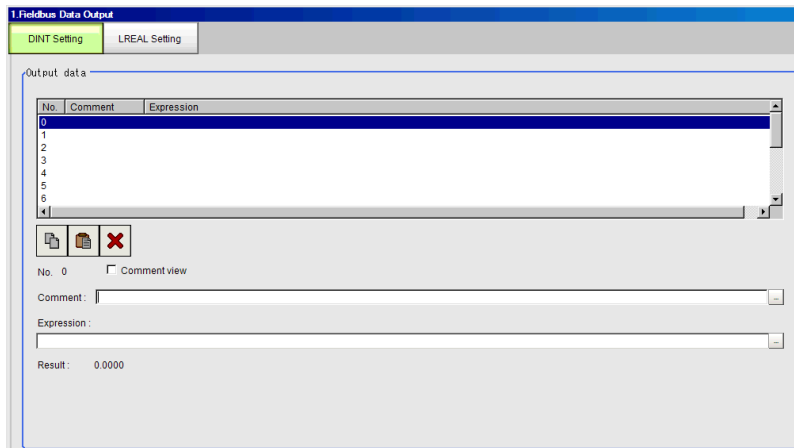 1.Fieldbus Data Output
DINT Setting LREAL Setting
Output data
No. Comment Expression
0
1
2
3
4
5
6
No. 0 Comment view
Comment : ...
Expression :
...
Result : 0.0000